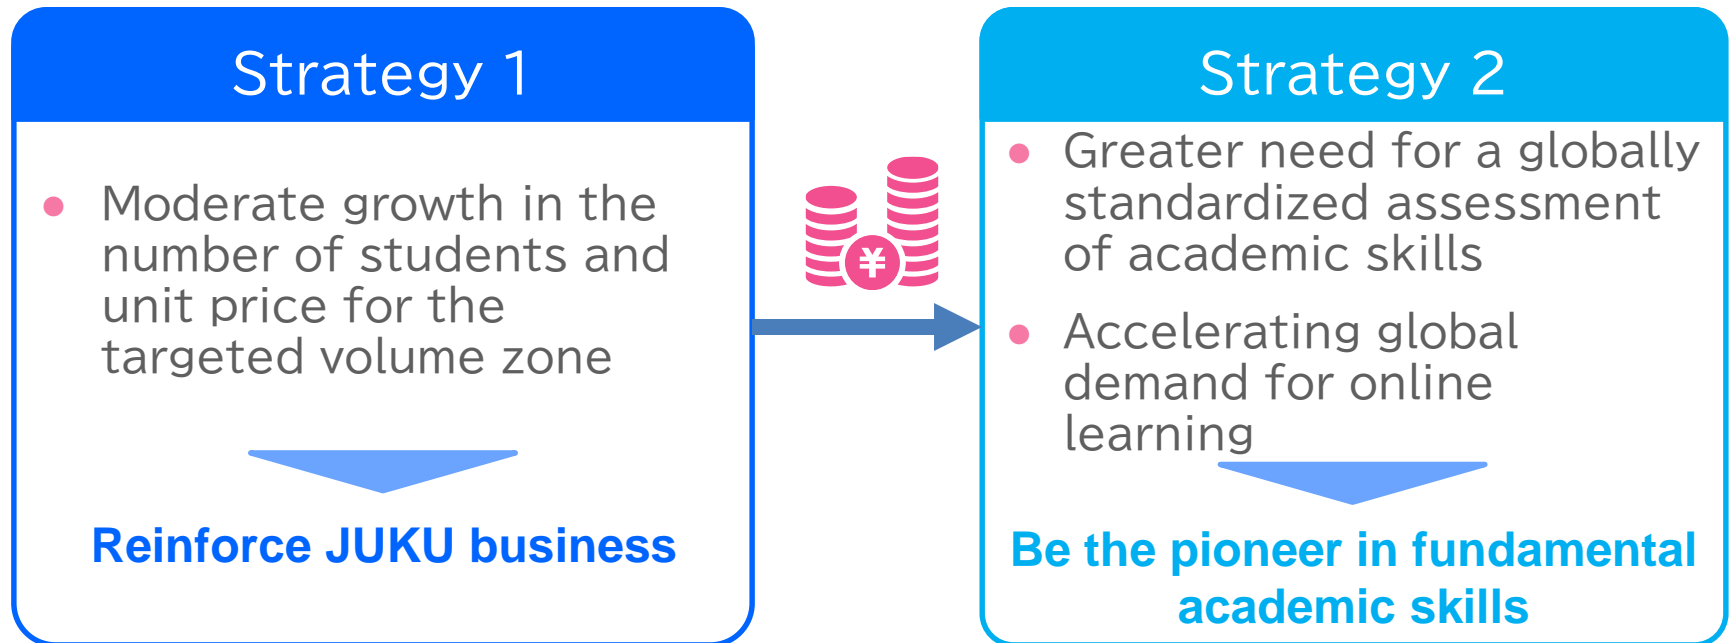 Strategy 1
● Moderate growth in the
number of students and
unit price for the
targeted volume zone
Reinforce JUKU business
¥
Strategy 2
● Greater need for a globally
standardized assessment
of academic skills
● Accelerating global
demand for online
learning
Be the pioneer in fundamental
academic skills